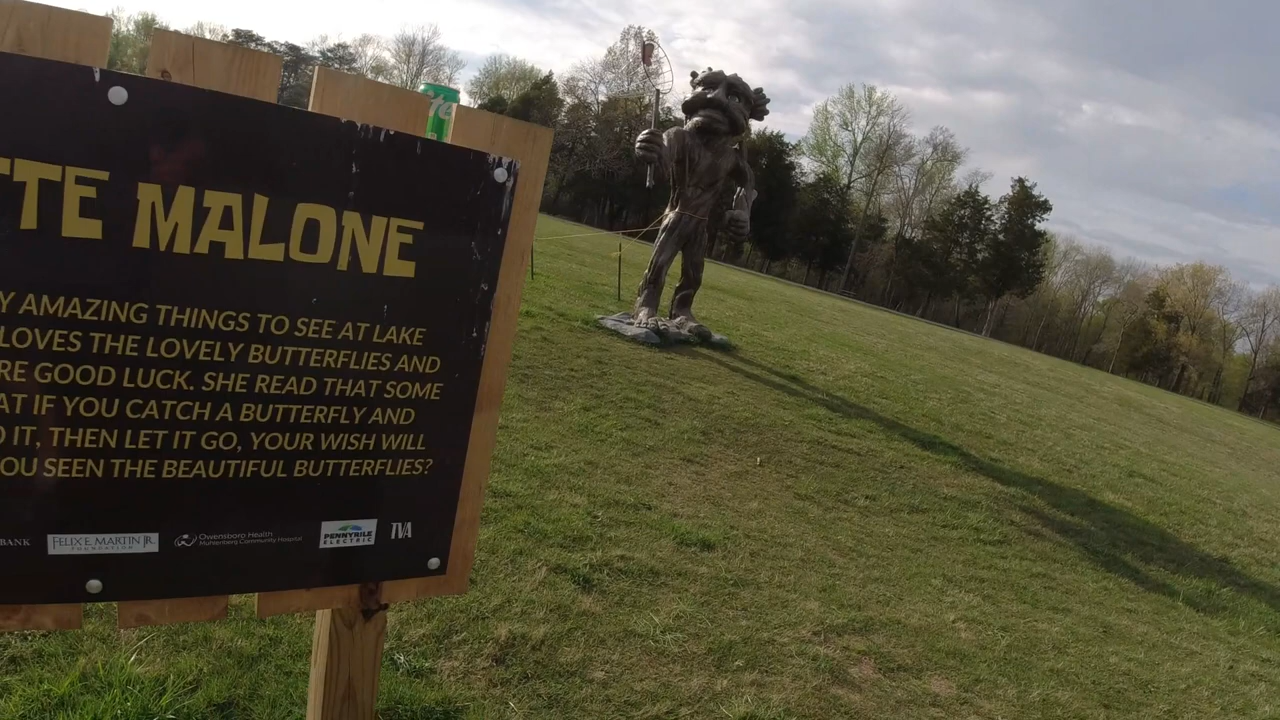 TTE MALONE
Y AMAZING THINGS TO SEE AT LAKE
LOVES THE LOVELY BUTTERFLIES AND
RE GOOD LUCK. SHE READ THAT SOME
AT IF YOU CATCH A BUTTERFLY AND
O IT, THEN LET IT GO, YOUR WISH WILL
OU SEEN THE BEAUTIFUL BUTTERFLIES?
BANK
FELIX E. MARTIN JR.
FOUNDATION
Owensboro Health
Muhlenberg Community Hospital
PENNYRILE
ELECTRIC
TVA